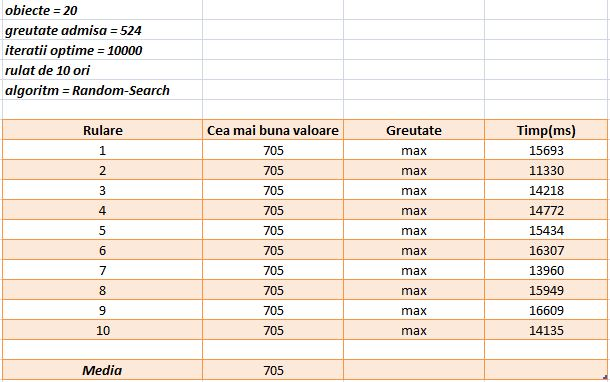 obiecte = 20
greutate admisa = 524
iteratii optime = 10000
rulat de 10 ori
algoritm = Random-Search
Rulare Cea mai buna valoare Greutate Timp(ms)
1 705 max 15693
2 705 max 11330
3 705 max 14218
4 705 max 14772
5 705 max 15434
6 705 max 16307
7 705 max 13960
8 705 max 15949
9 705 max 16609
10 705 max 14135
Media 705